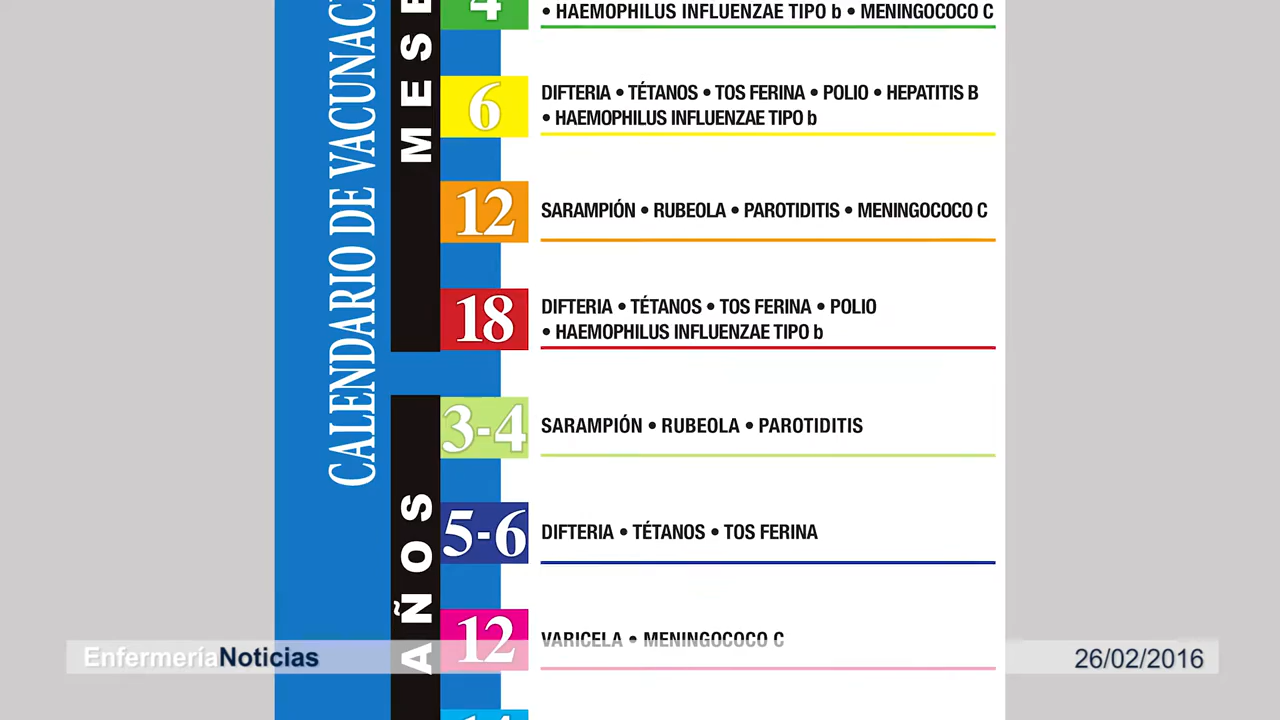 CALENDARIO DE VACUNAC
MESE
4
• HAEMOPHILUS INFLUENZAE TIPO b • MENINGOCOCO C
6
DIFTERIA • TÉTANOS • TOS FERINA • POLIO • HEPATITIS B
• HAEMOPHILUS INFLUENZAE TIPO b
12
SARAMPIÓN • RUBEOLA • PAROTIDITIS • MENINGOCOCO C
18
DIFTERIA • TÉTANOS • TOS FERINA • POLIO
• HAEMOPHILUS INFLUENZAE TIPO b
AÑOS
3-4
SARAMPIÓN • RUBEOLA • PAROTIDITIS
5-6
DIFTERIA • TÉTANOS • TOS FERINA
12
VARICELA • MENINGOCOCO C
14
EnfermeríaNoticias
26/02/2016